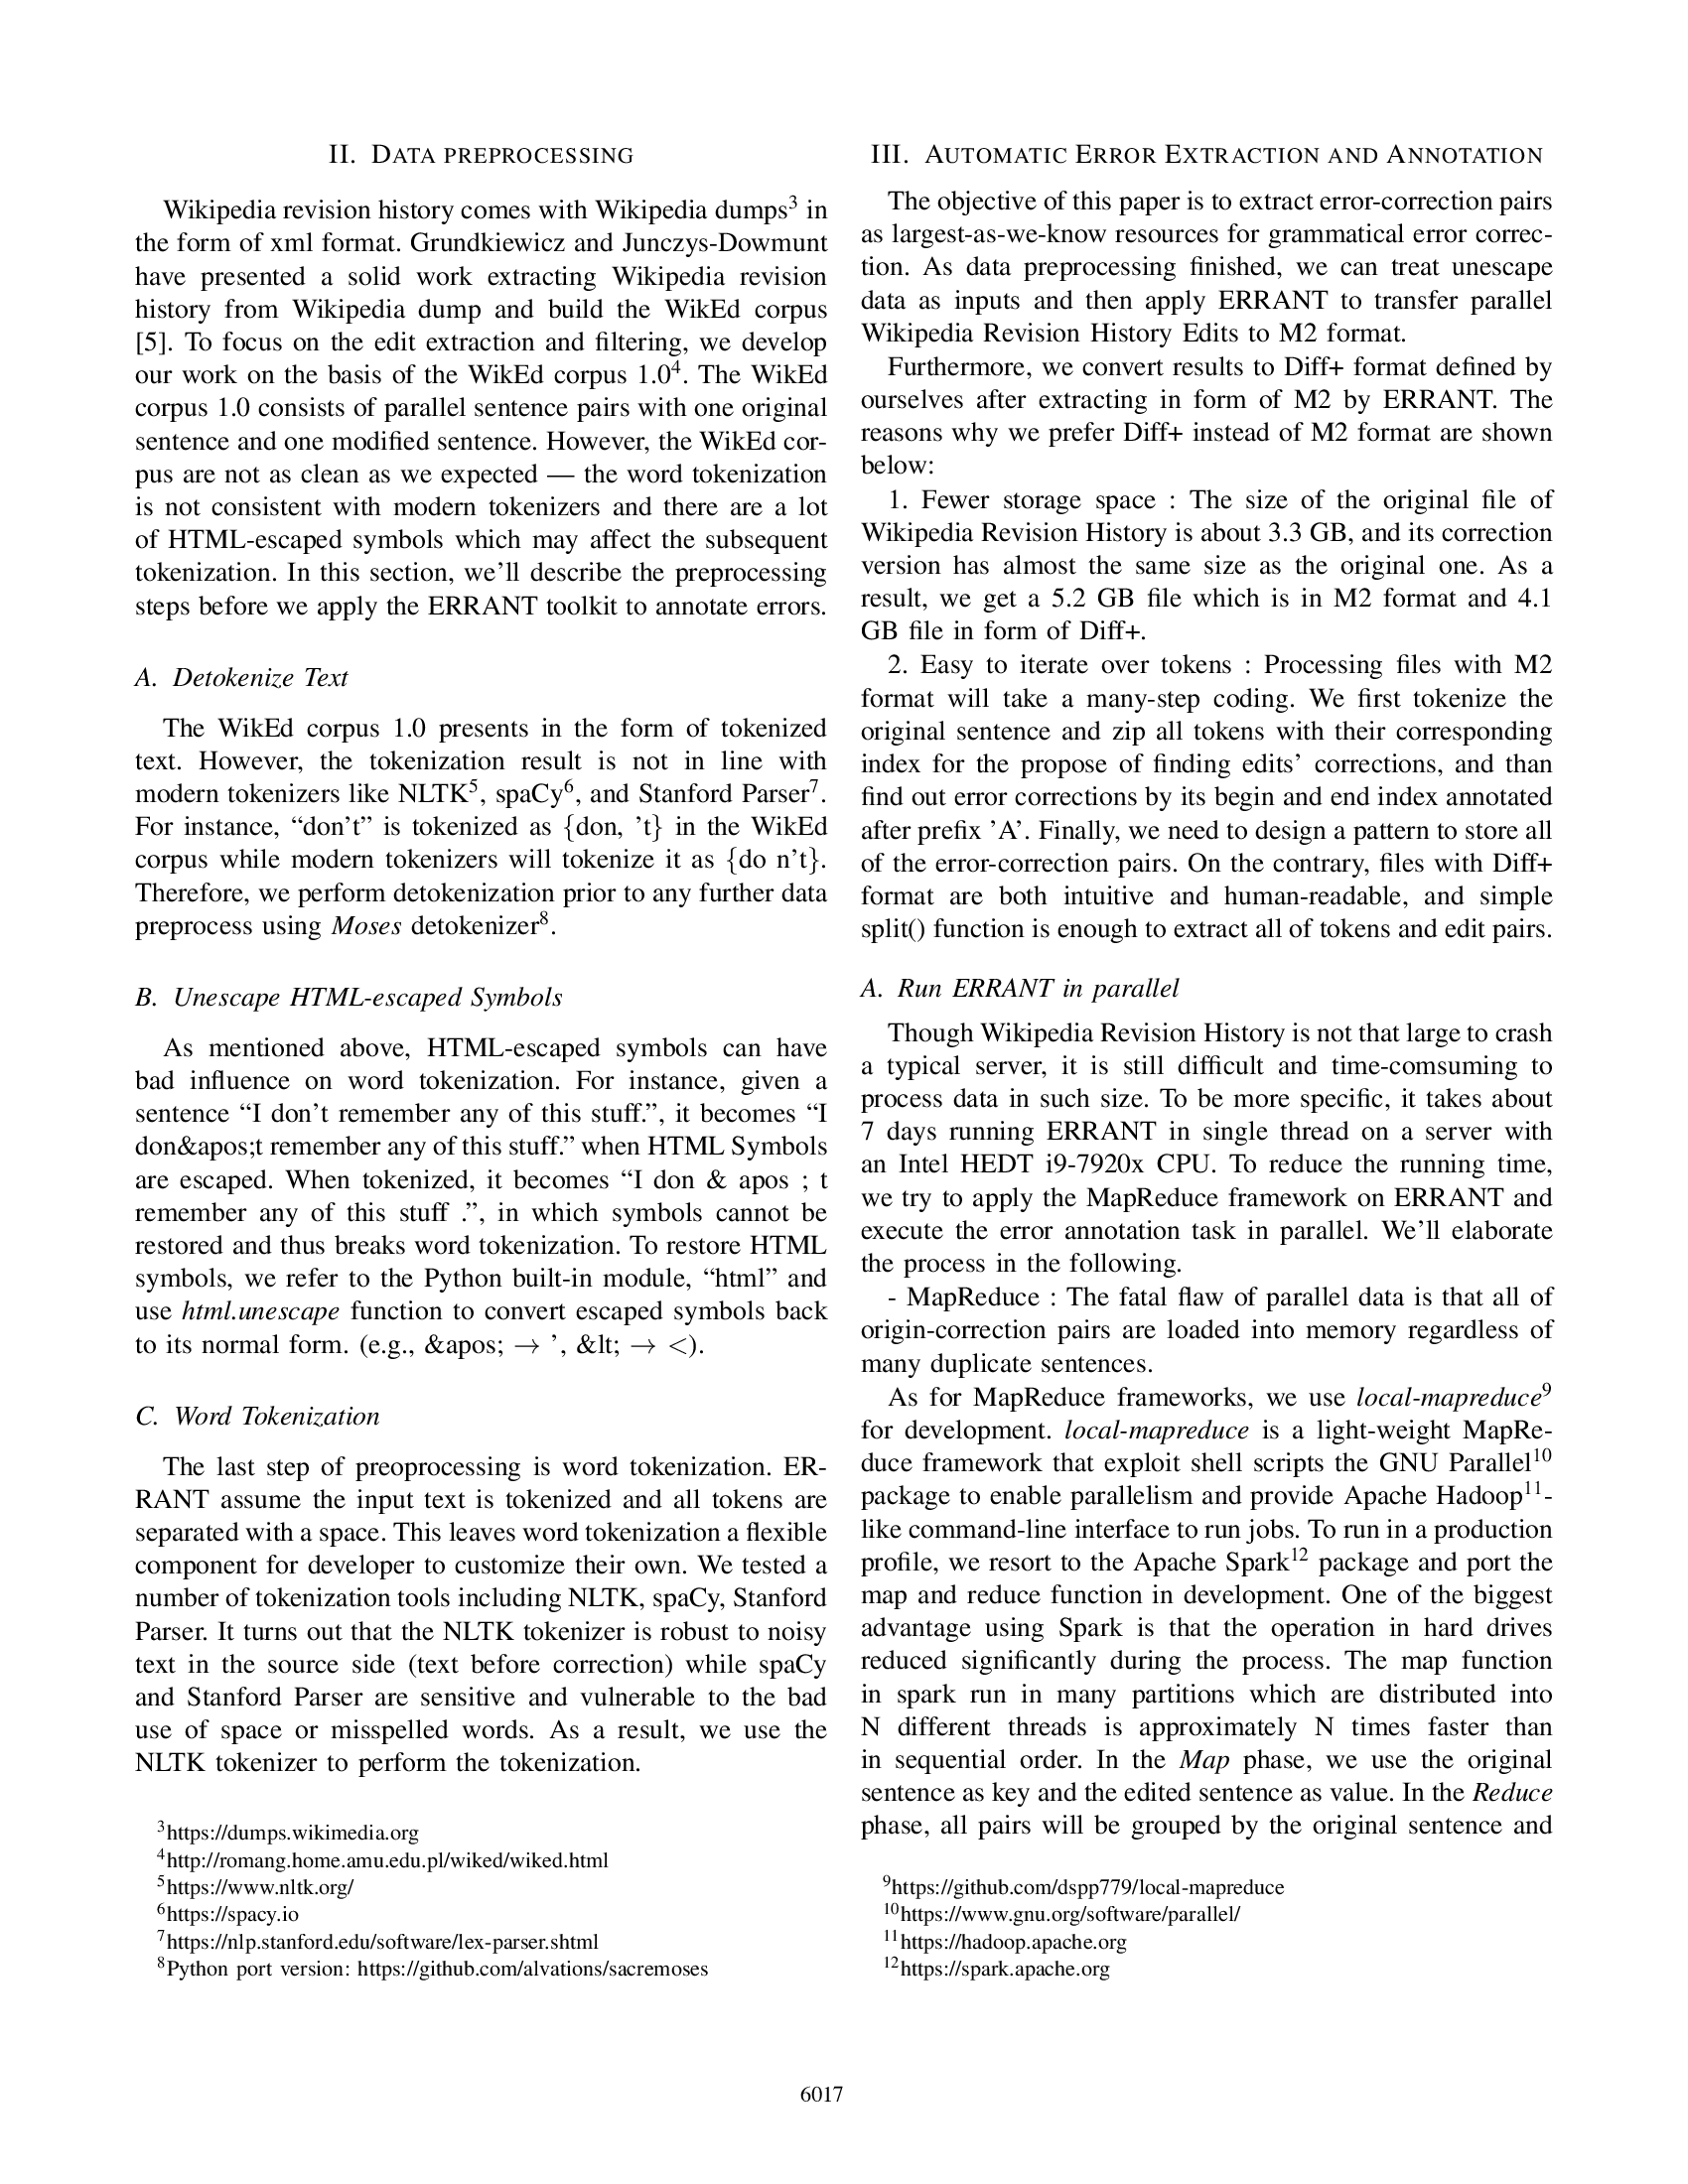 II. DATA PREPROCESSING
Wikipedia revision history comes with Wikipedia dumps3 in
the form of xml format. Grundkiewicz and Junczys-Dowmunt
have presented a solid work extracting Wikipedia revision
history from Wikipedia dump and build the WikEd corpus
[5]. To focus on the edit extraction and filtering, we develop
our work on the basis of the WikEd corpus 1.04. The WikEd
corpus 1.0 consists of parallel sentence pairs with one original
sentence and one modified sentence. However, the WikEd cor-
pus are not as clean as we expected — the word tokenization
is not consistent with modern tokenizers and there are a lot
of HTML-escaped symbols which may affect the subsequent
tokenization. In this section, we'll describe the preprocessing
steps before we apply the ERRANT toolkit to annotate errors.
A. Detokenize Text
The WikEd corpus 1.0 presents in the form of tokenized
text. However, the tokenization result is not in line with
modern tokenizers like NLTK5, spaCy6, and Stanford Parser7.
For instance, “don't” is tokenized as {don, 't} in the WikEd
corpus while modern tokenizers will tokenize it as {do n't}.
Therefore, we perform detokenization prior to any further data
preprocess using Moses detokenizer8.
B. Unescape HTML-escaped Symbols
As mentioned above, HTML-escaped symbols can have
bad influence on word tokenization. For instance, given a
sentence “I don't remember any of this stuff.”, it becomes “I
don&apos;t remember any of this stuff.” when HTML Symbols
are escaped. When tokenized, it becomes “I don & apos ; t
remember any of this stuff .”, in which symbols cannot be
restored and thus breaks word tokenization. To restore HTML
symbols, we refer to the Python built-in module, “html” and
use html.unescape function to convert escaped symbols back
to its normal form. (e.g., &apos; → ', &lt; → <).
C. Word Tokenization
The last step of preoprocessing is word tokenization. ER-
RANT assume the input text is tokenized and all tokens are
separated with a space. This leaves word tokenization a flexible
component for developer to customize their own. We tested a
number of tokenization tools including NLTK, spaCy, Stanford
Parser. It turns out that the NLTK tokenizer is robust to noisy
text in the source side (text before correction) while spaCy
and Stanford Parser are sensitive and vulnerable to the bad
use of space or misspelled words. As a result, we use the
NLTK tokenizer to perform the tokenization.
3https://dumps.wikimedia.org
4http://romang.home.amu.edu.pl/wiked/wiked.html
5https://www.nltk.org/
6https://spacy.io
7https://nlp.stanford.edu/software/lex-parser.shtml
8Python port version: https://github.com/alvations/sacremoses
III. AUTOMATIC ERROR EXTRACTION AND ANNOTATION
The objective of this paper is to extract error-correction pairs
as largest-as-we-know resources for grammatical error correc-
tion. As data preprocessing finished, we can treat unescape
data as inputs and then apply ERRANT to transfer parallel
Wikipedia Revision History Edits to M2 format.
Furthermore, we convert results to Diff+ format defined by
ourselves after extracting in form of M2 by ERRANT. The
reasons why we prefer Diff+ instead of M2 format are shown
below:
1. Fewer storage space : The size of the original file of
Wikipedia Revision History is about 3.3 GB, and its correction
version has almost the same size as the original one. As a
result, we get a 5.2 GB file which is in M2 format and 4.1
GB file in form of Diff+.
2. Easy to iterate over tokens : Processing files with M2
format will take a many-step coding. We first tokenize the
original sentence and zip all tokens with their corresponding
index for the propose of finding edits' corrections, and than
find out error corrections by its begin and end index annotated
after prefix 'A'. Finally, we need to design a pattern to store all
of the error-correction pairs. On the contrary, files with Diff+
format are both intuitive and human-readable, and simple
split() function is enough to extract all of tokens and edit pairs.
A. Run ERRANT in parallel
Though Wikipedia Revision History is not that large to crash
a typical server, it is still difficult and time-comsuming to
process data in such size. To be more specific, it takes about
7 days running ERRANT in single thread on a server with
an Intel HEDT i9-7920x CPU. To reduce the running time,
we try to apply the MapReduce framework on ERRANT and
execute the error annotation task in parallel. We'll elaborate
the process in the following.
- MapReduce : The fatal flaw of parallel data is that all of
origin-correction pairs are loaded into memory regardless of
many duplicate sentences.
As for MapReduce frameworks, we use local-mapreduce9
for development. local-mapreduce is a light-weight MapRe-
duce framework that exploit shell scripts the GNU Parallel10
package to enable parallelism and provide Apache Hadoop11-
like command-line interface to run jobs. To run in a production
profile, we resort to the Apache Spark12 package and port the
map and reduce function in development. One of the biggest
advantage using Spark is that the operation in hard drives
reduced significantly during the process. The map function
in spark run in many partitions which are distributed into
N different threads is approximately N times faster than
in sequential order. In the Map phase, we use the original
sentence as key and the edited sentence as value. In the Reduce
phase, all pairs will be grouped by the original sentence and
9https://github.com/dspp779/local-mapreduce
10https://www.gnu.org/software/parallel/
11https://hadoop.apache.org
12https://spark.apache.org
6017